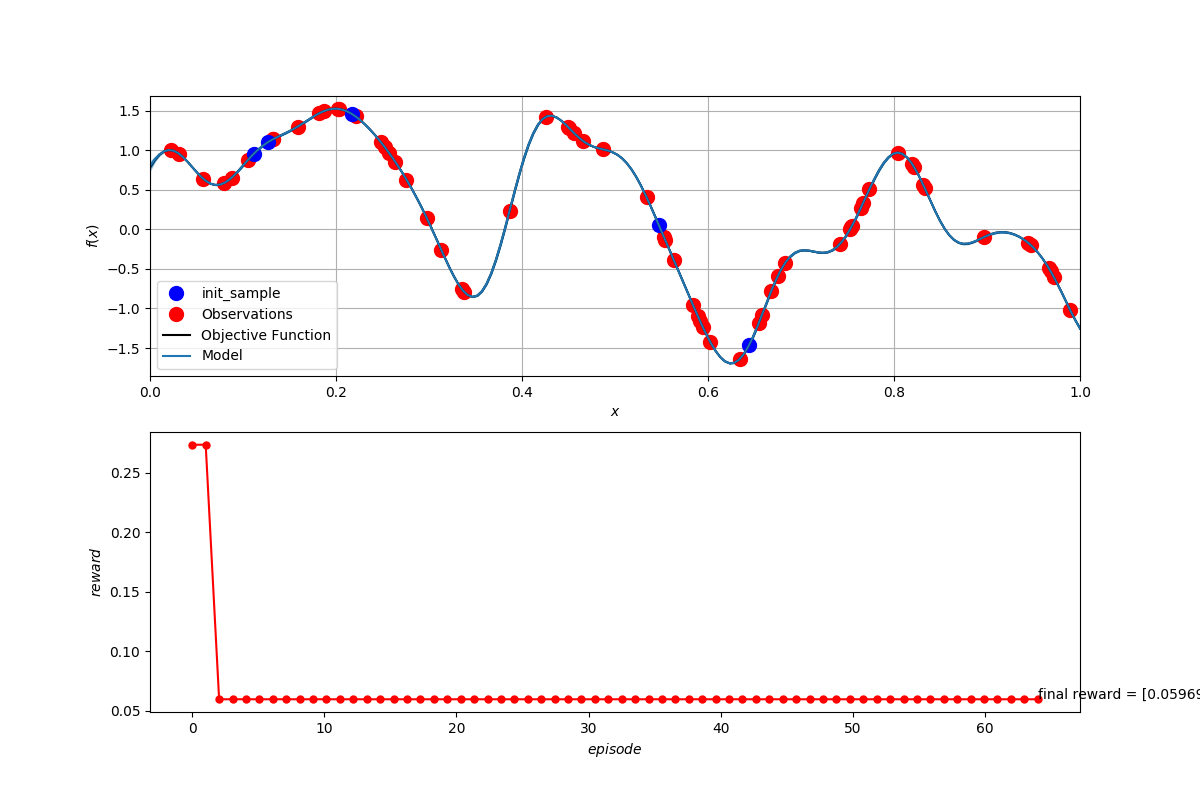 1.5
1.0
0.5
0.0
−0.5
−1.0
−1.5
f(x)
init_sample
Observations
Objective Function
Model
0.0 0.2 0.4 0.6 0.8 1.0
x
0.25
0.20
0.15
0.10
0.05
reward
final reward = [0.05969
0 10 20 30 40 50 60
episode